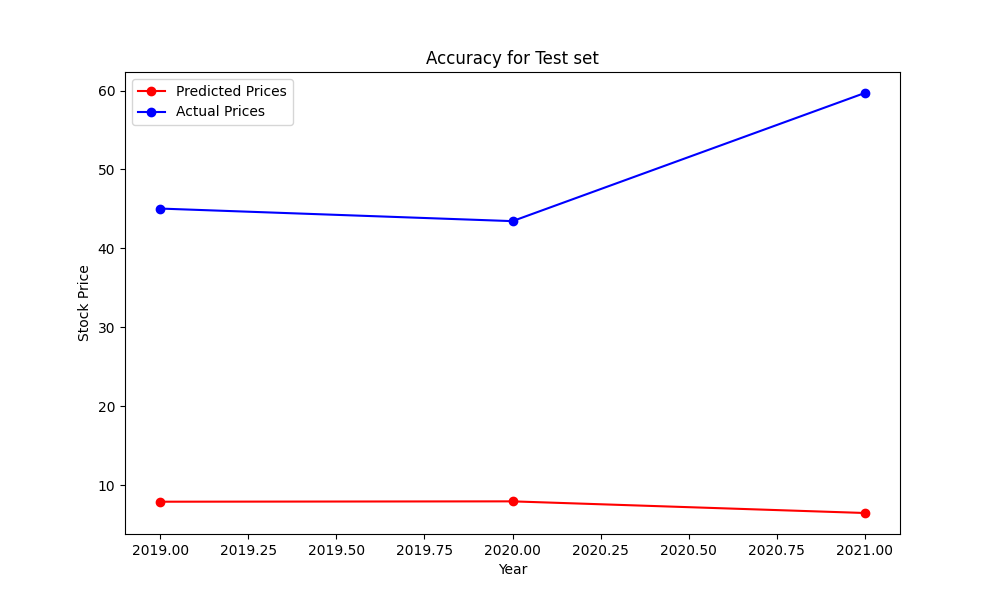 Accuracy for Test set
Predicted Prices
Actual Prices
60
50
40
30
20
10
Stock Price
2019.00 2019.25 2019.50 2019.75 2020.00 2020.25 2020.50 2020.75 2021.00
Year